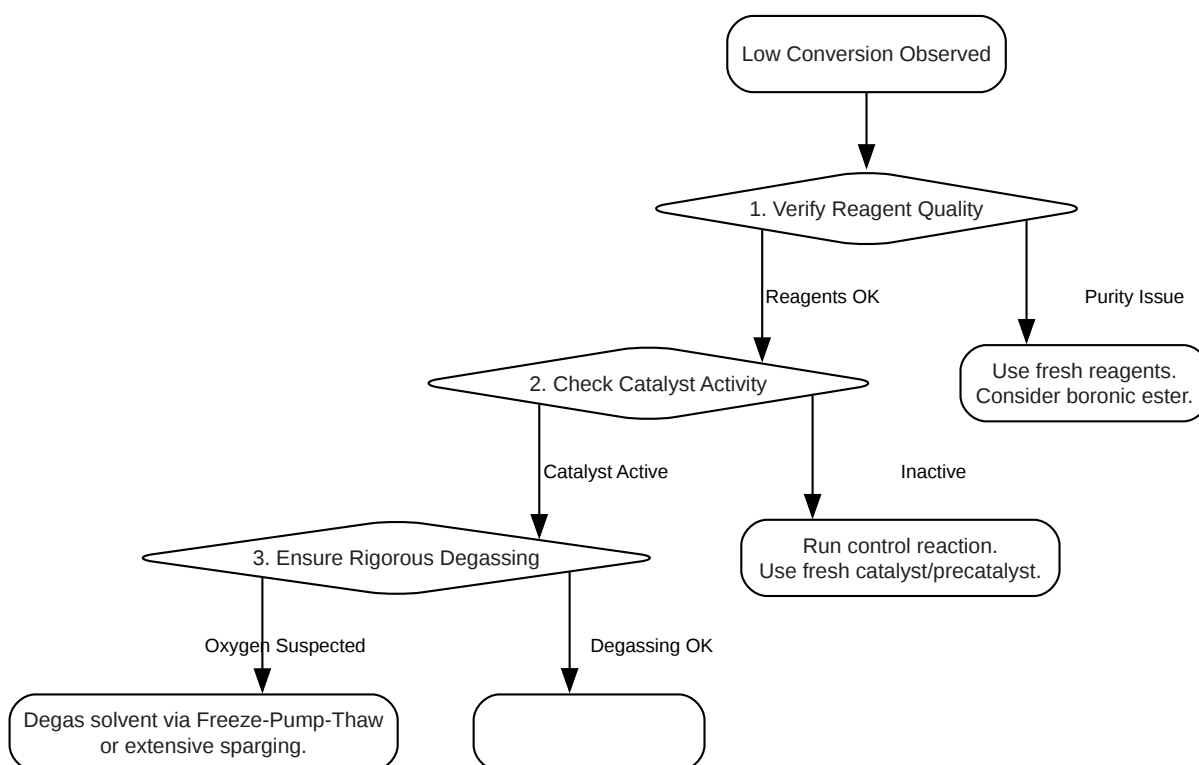 Low Conversion Observed
1. Verify Reagent Quality
Reagents OK
Purity Issue
Use fresh reagents.
Consider boronic ester.
2. Check Catalyst Activity
Catalyst Active
Inactive
Run control reaction.
Use fresh catalyst/precatalyst.
3. Ensure Rigorous Degassing
Oxygen Suspected
Degassing OK
Degas solvent via Freeze-Pump-Thaw
or extensive sparging.